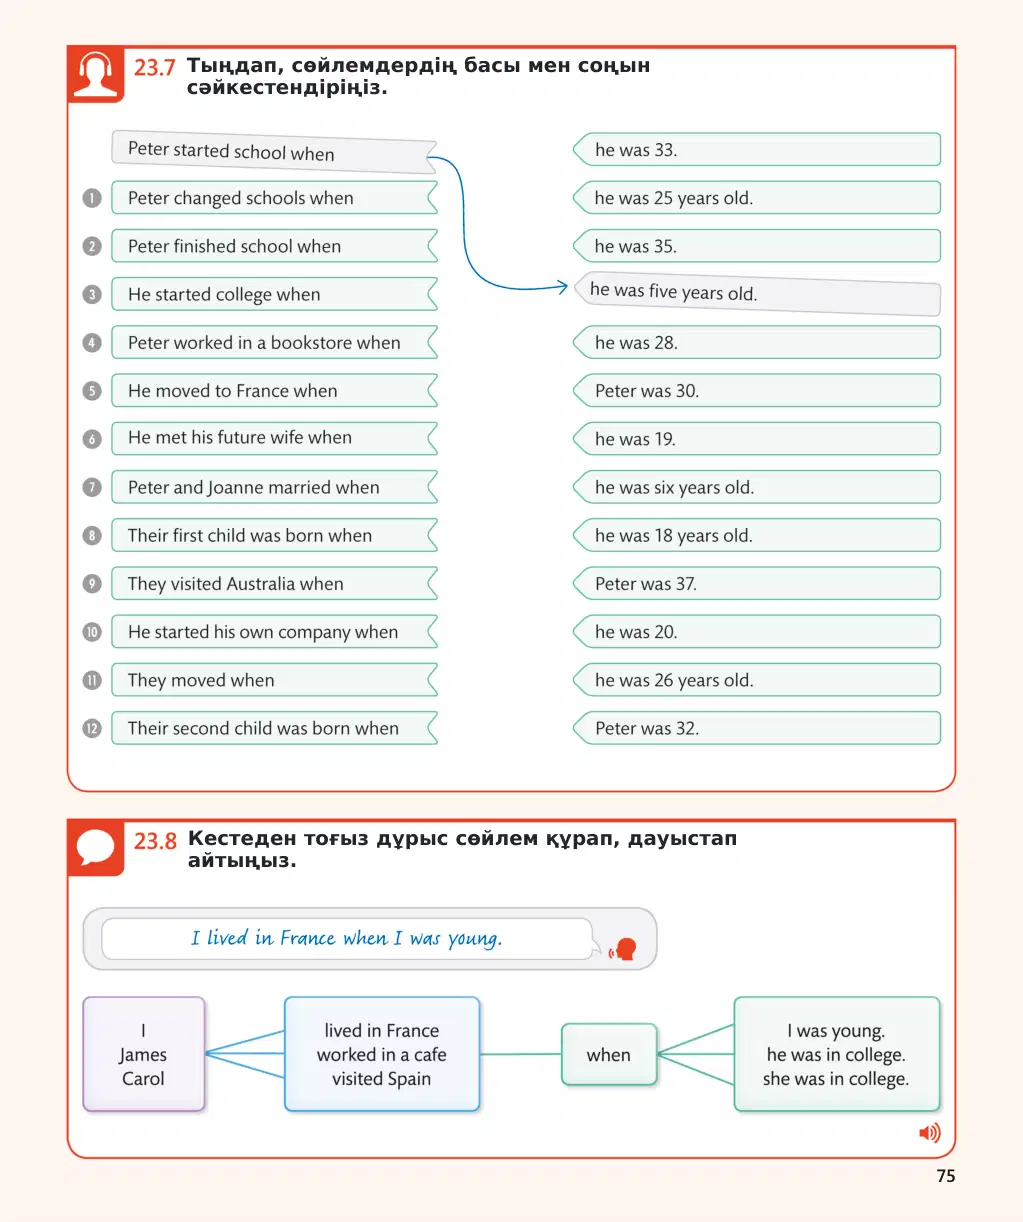 23.7 Тыңдап, сөйлемдердің басы мен соңын
сәйкестендіріңіз.
Peter started school when
he was 33.
1 Peter changed schools when
he was 25 years old.
2 Peter finished school when
he was 35.
3 He started college when
he was five years old.
4 Peter worked in a bookstore when
he was 28.
5 He moved to France when
Peter was 30.
6 He met his future wife when
he was 19.
7 Peter and Joanne married when
he was six years old.
8 Their first child was born when
he was 18 years old.
9 They visited Australia when
Peter was 37.
10 He started his own company when
he was 20.
11 They moved when
he was 26 years old.
12 Their second child was born when
Peter was 32.
23.8 Кестеден тоғыз дұрыс сөйлем құрап, дауыстап
айтыңыз.
I lived in France when I was young.
I
James
Carol
lived in France
worked in a cafe
visited Spain
when
I was young.
he was in college.
she was in college.
75